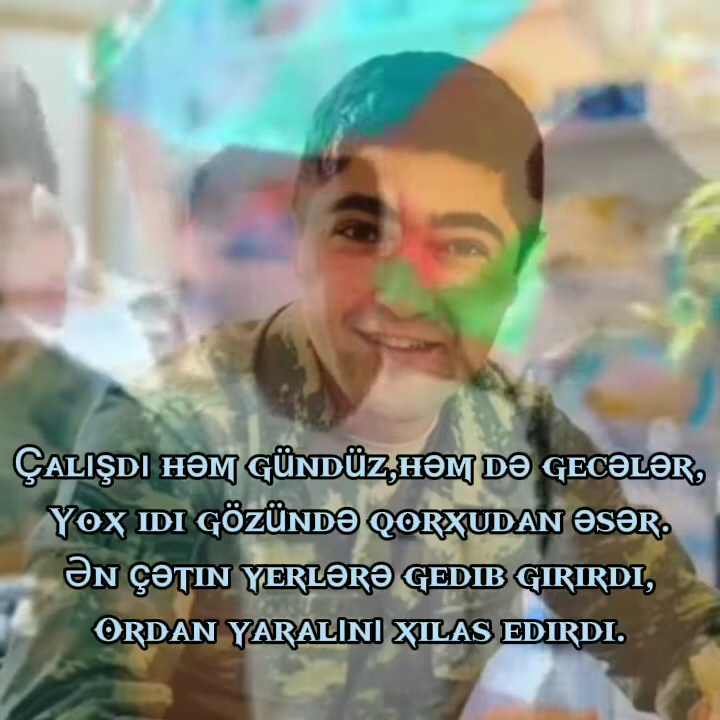 Çalışdı həm gündüz,həm də gecələr,
Yox idi gözündə qorxudan əsər.
Ən çətin yerlərə gedib girirdi,
Ordan yaralını xilas edirdi.